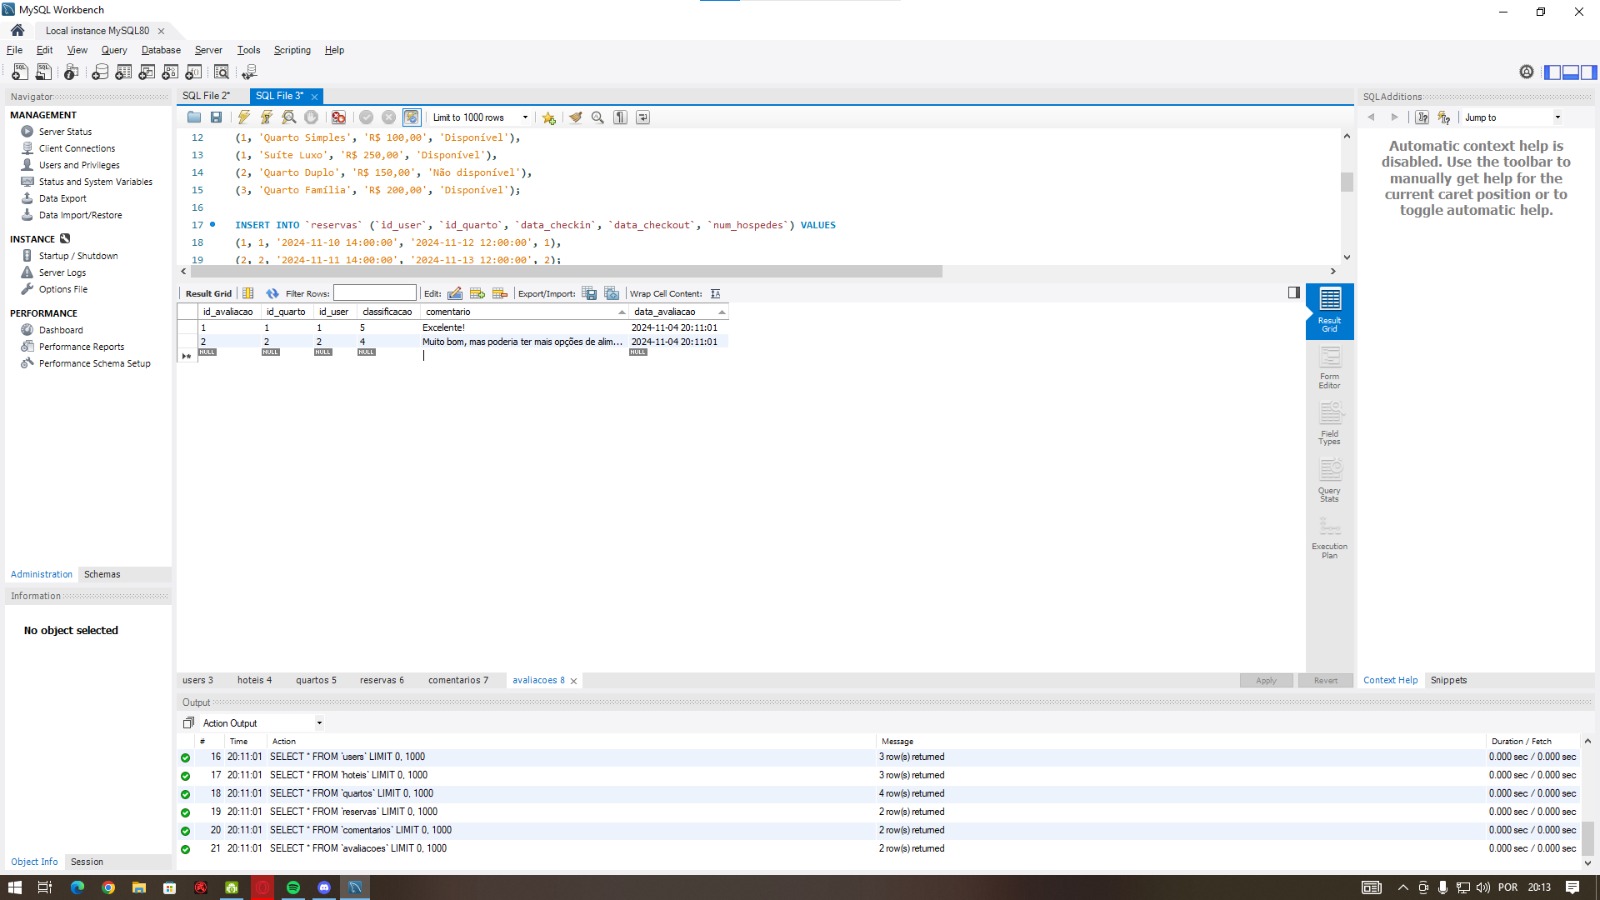 MySQL Workbench
Local instance MySQL80
File Edit View Query Database Server Tools Scripting Help
Navigator
MANAGEMENT
Server Status
Client Connections
Users and Privileges
Status and System Variables
Data Export
Data Import/Restore
INSTANCE
Startup / Shutdown
Server Logs
Options File
PERFORMANCE
Dashboard
Performance Reports
Performance Schema Setup
Administration Schemas
Information
No object selected
Object Info Session
SQL File 2* SQL File 3*
Limit to 1000 rows
12 (1, 'Quarto Simples', 'R$ 100,00', 'Disponível'),
13 (1, 'Suíte Luxo', 'R$ 250,00', 'Disponível'),
14 (2, 'Quarto Duplo', 'R$ 150,00', 'Não disponível'),
15 (3, 'Quarto Família', 'R$ 200,00', 'Disponível');
16
17 INSERT INTO `reservas` (`id_user`, `id_quarto`, `data_checkin`, `data_checkout`, `num_hospedes`) VALUES
18 (1, 1, '2024-11-10 14:00:00', '2024-11-12 12:00:00', 1),
19 (2, 2, '2024-11-11 14:00:00', '2024-11-13 12:00:00', 2);
Result Grid Filter Rows: Edit: Export/Import: Wrap Cell Content:
id_avaliacao id_quarto id_user classificacao comentario data_avaliacao
1 1 1 5 Excelente! 2024-11-04 20:11:01
2 2 2 4 Muito bom, mas poderia ter mais opções de alim... 2024-11-04 20:11:01
NULL NULL NULL NULL NULL
Result Grid
Form Editor
Field Types
Query Stats
Execution Plan
users 3 hoteis 4 quartos 5 reservas 6 comentarios 7 avaliacoes 8 Apply Revert
SQLAdditions
Jump to
Automatic context help is
disabled. Use the toolbar to
manually get help for the
current caret position or to
toggle automatic help.
Context Help Snippets
Output
Action Output
# Time Action Message Duration / Fetch
16 20:11:01 SELECT * FROM `users` LIMIT 0, 1000 3 row(s) returned 0.000 sec / 0.000 sec
17 20:11:01 SELECT * FROM `hoteis` LIMIT 0, 1000 3 row(s) returned 0.000 sec / 0.000 sec
18 20:11:01 SELECT * FROM `quartos` LIMIT 0, 1000 4 row(s) returned 0.000 sec / 0.000 sec
19 20:11:01 SELECT * FROM `reservas` LIMIT 0, 1000 2 row(s) returned 0.000 sec / 0.000 sec
20 20:11:01 SELECT * FROM `comentarios` LIMIT 0, 1000 2 row(s) returned 0.000 sec / 0.000 sec
21 20:11:01 SELECT * FROM `avaliacoes` LIMIT 0, 1000 2 row(s) returned 0.000 sec / 0.000 sec
POR 20:13